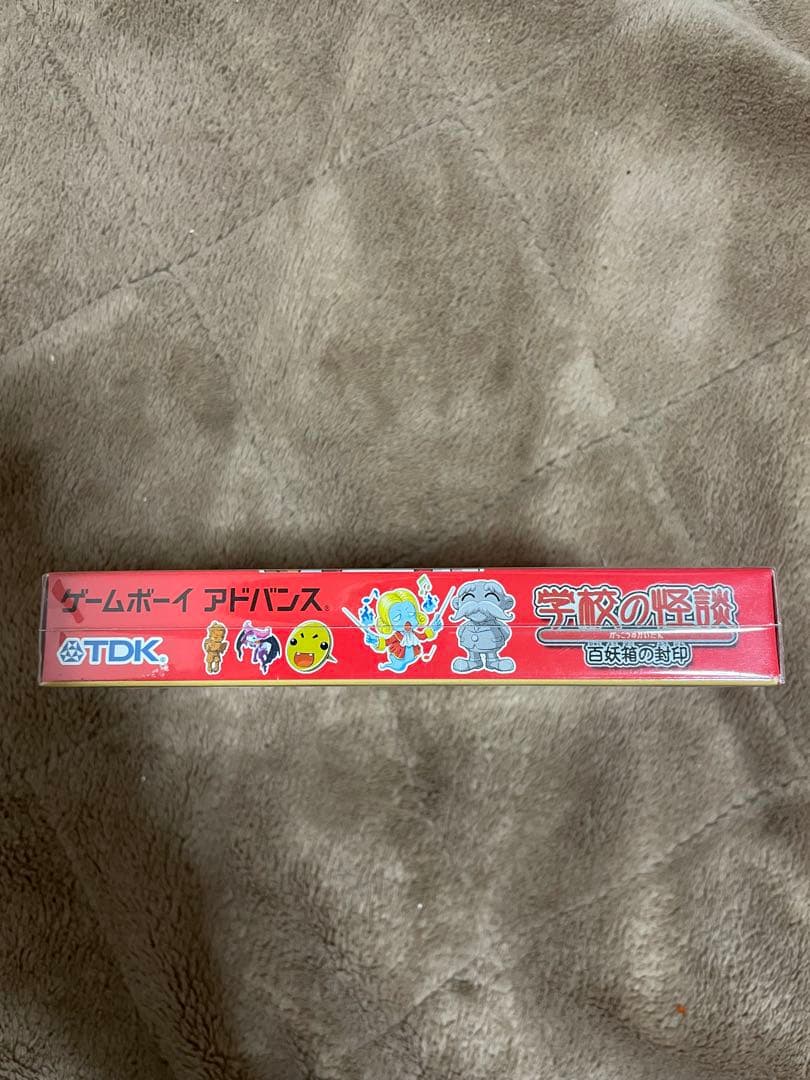 ゲームボーイ アドバンス®
TDK®
学校の怪談
がっこうのかいだん
百妖箱の封印